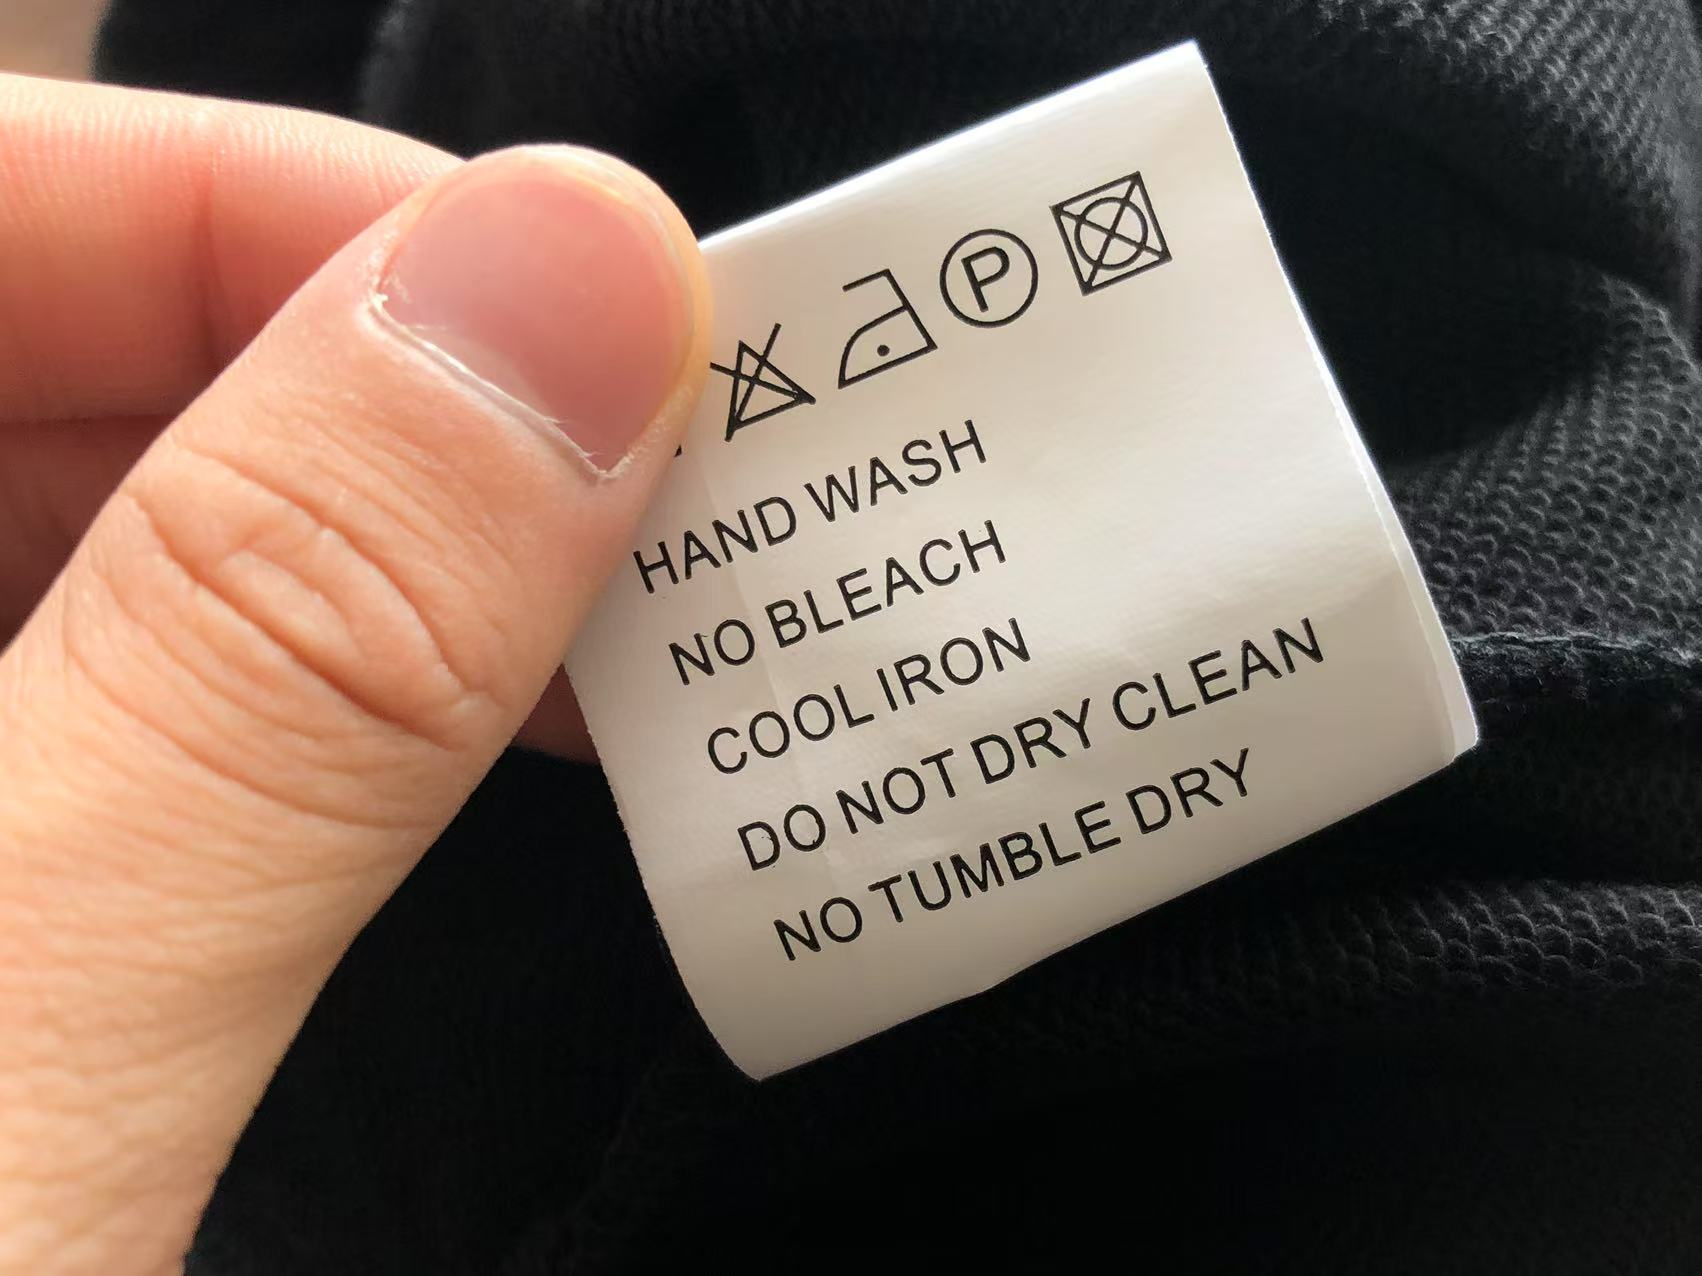 P
HAND WASH
NO BLEACH
COOL IRON
DO NOT DRY CLEAN
NO TUMBLE DRY